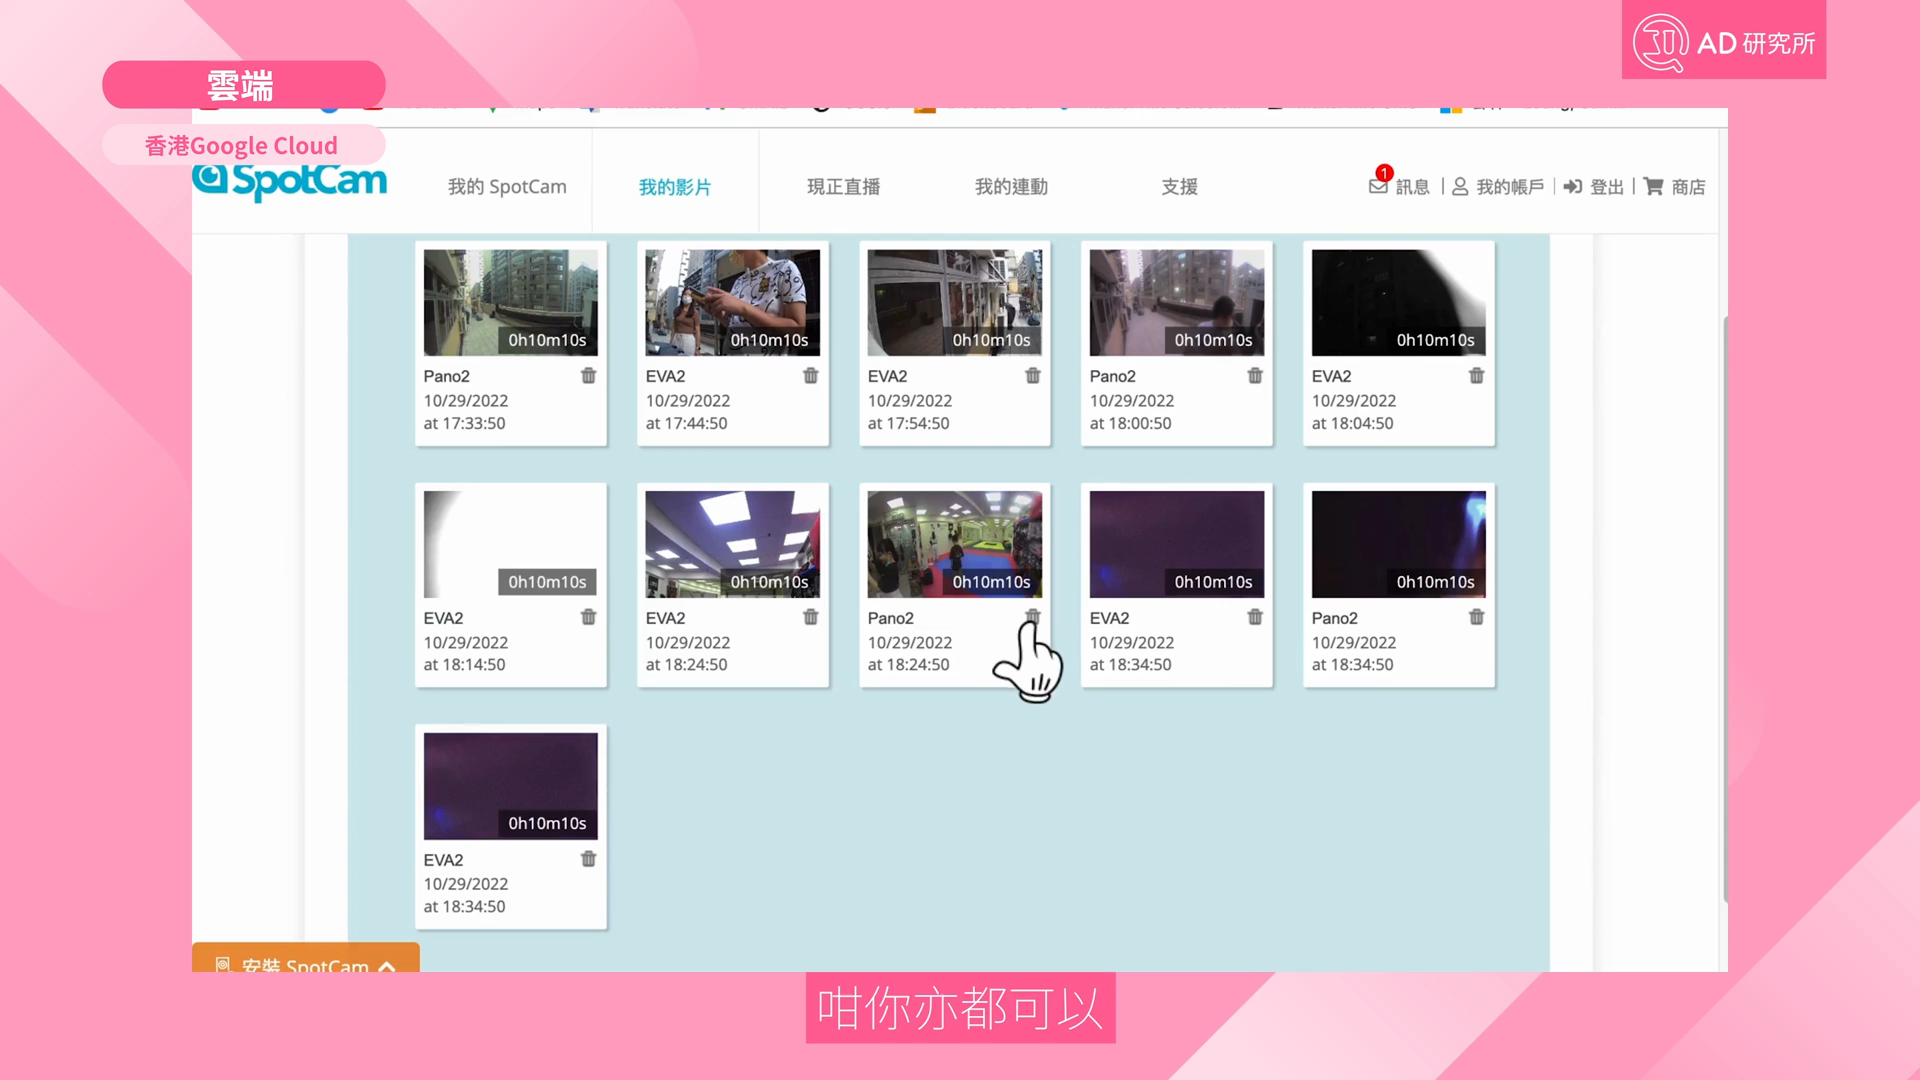 雲端
AD 研究所
香港Google Cloud
SpotCam
我的 SpotCam
我的影片
現正直播
我的連動
支援
1
訊息
我的帳戶
登出
商店
0h10m10s
Pano2
10/29/2022
at 17:33:50
0h10m10s
EVA2
10/29/2022
at 17:44:50
0h10m10s
EVA2
10/29/2022
at 17:54:50
0h10m10s
Pano2
10/29/2022
at 18:00:50
0h10m10s
EVA2
10/29/2022
at 18:04:50
0h10m10s
EVA2
10/29/2022
at 18:14:50
0h10m10s
EVA2
10/29/2022
at 18:24:50
0h10m10s
Pano2
10/29/2022
at 18:24:50
0h10m10s
EVA2
10/29/2022
at 18:34:50
0h10m10s
Pano2
10/29/2022
at 18:34:50
0h10m10s
EVA2
10/29/2022
at 18:34:50
安裝 SpotCam
咁你亦都可以